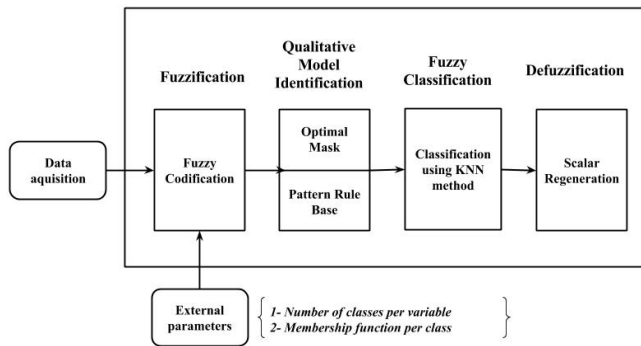 Fuzzification
Qualitative
Model
Identification
Fuzzy
Classification
Defuzzification
Data
aquisition
Fuzzy
Codification
Optimal
Mask
Pattern Rule
Base
Classification
using KNN
method
Scalar
Regeneration
External
parameters
1- Number of classes per variable
2- Membership function per class